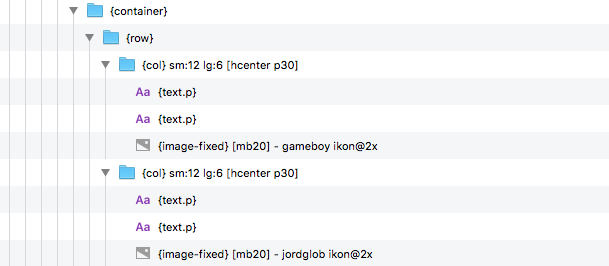 {container}
{row}
{col} sm:12 lg:6 [hcenter p30]
Aa {text.p}
Aa {text.p}
{image-fixed} [mb20] - gameboy ikon@2x
{col} sm:12 lg:6 [hcenter p30]
Aa {text.p}
Aa {text.p}
{image-fixed} [mb20] - jordglob ikon@2x